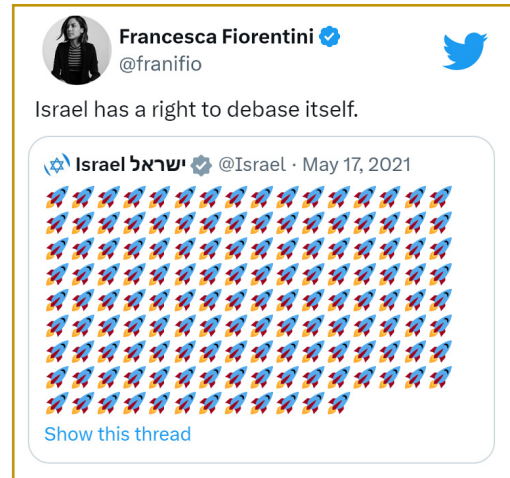 Francesca Fiorentini
@franifio
Israel has a right to debase itself.
Israel ישראל @Israel · May 17, 2021
🚀🚀🚀🚀🚀🚀🚀🚀🚀🚀🚀🚀🚀🚀🚀🚀
🚀🚀🚀🚀🚀🚀🚀🚀🚀🚀🚀🚀🚀🚀🚀🚀
🚀🚀🚀🚀🚀🚀🚀🚀🚀🚀🚀🚀🚀🚀🚀🚀
🚀🚀🚀🚀🚀🚀🚀🚀🚀🚀🚀🚀🚀🚀🚀🚀
🚀🚀🚀🚀🚀🚀🚀🚀🚀🚀🚀🚀🚀🚀🚀🚀
🚀🚀🚀🚀🚀🚀🚀🚀🚀🚀🚀🚀🚀🚀🚀🚀
🚀🚀🚀🚀🚀🚀🚀🚀🚀🚀🚀🚀🚀🚀🚀🚀
🚀🚀🚀🚀🚀🚀🚀🚀🚀🚀🚀🚀🚀🚀🚀🚀
🚀🚀🚀🚀🚀🚀🚀🚀🚀🚀🚀🚀
Show this thread